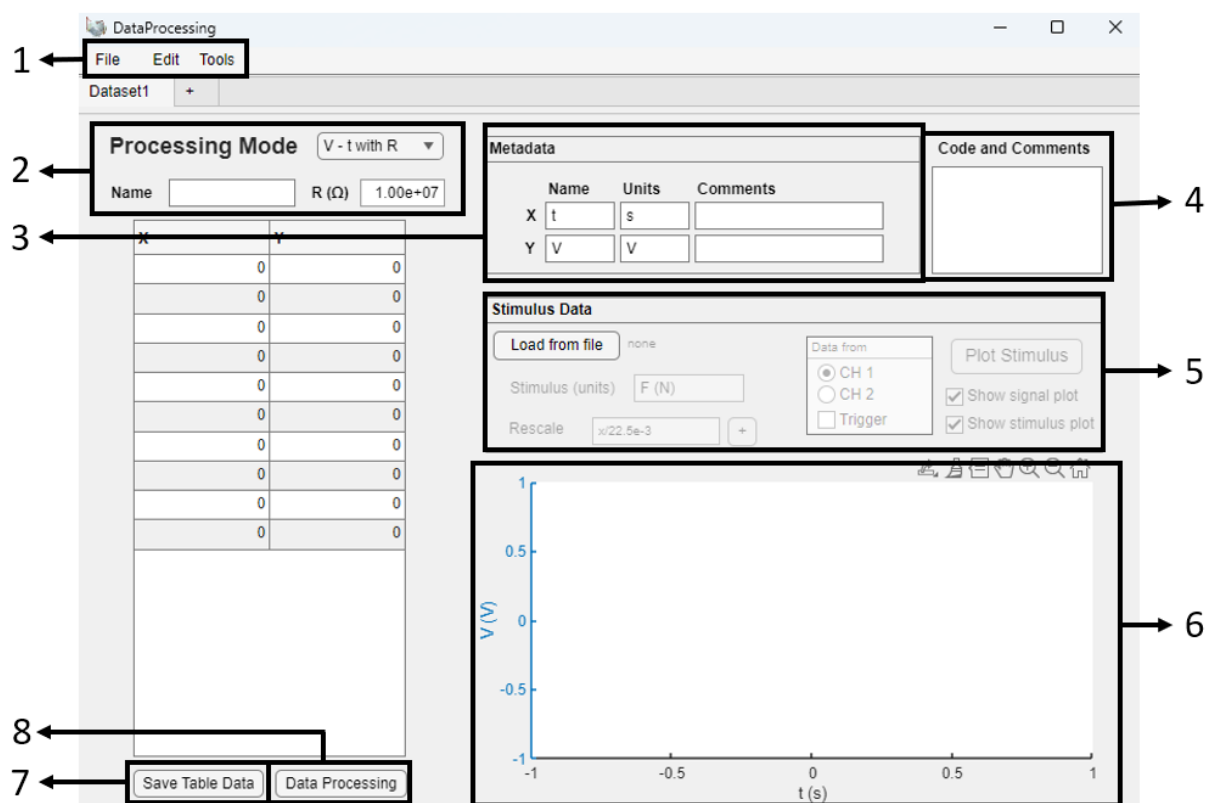 DataProcessing
1
File Edit Tools
Dataset1 +
2
Processing Mode V - t with R
Name R (Ω) 1.00e+07
3
Metadata
Name Units Comments
X t s
Y V V
Code and Comments
4
X Y
0 0
0 0
0 0
0 0
0 0
0 0
0 0
0 0
0 0
0 0
Stimulus Data
Load from file none
Stimulus (units) F (N)
Rescale x/22.5e-3 +
Data from
CH 1
CH 2
Trigger
Plot Stimulus
Show signal plot
Show stimulus plot
5
1
0.5
0
-0.5
-1
V (V)
-1 -0.5 0 0.5 1
t (s)
6
8
7
Save Table Data Data Processing